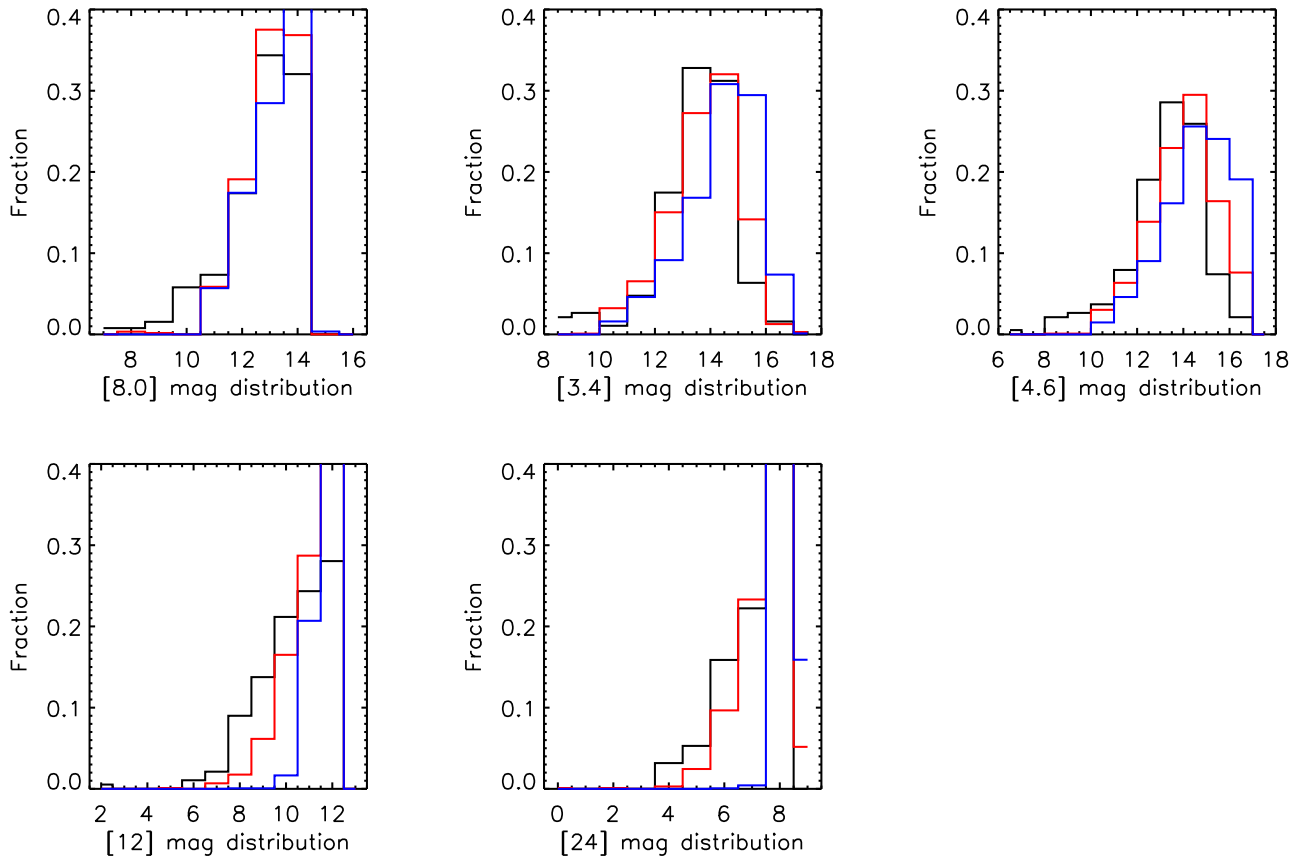 0.4
0.3
0.2
0.1
0.0
Fraction
8 10 12 14 16
[8.0] mag distribution
0.4
0.3
0.2
0.1
0.0
Fraction
8 10 12 14 16 18
[3.4] mag distribution
0.4
0.3
0.2
0.1
0.0
Fraction
6 8 10 12 14 16 18
[4.6] mag distribution
0.4
0.3
0.2
0.1
0.0
Fraction
2 4 6 8 10 12
[12] mag distribution
0.4
0.3
0.2
0.1
0.0
Fraction
0 2 4 6 8
[24] mag distribution